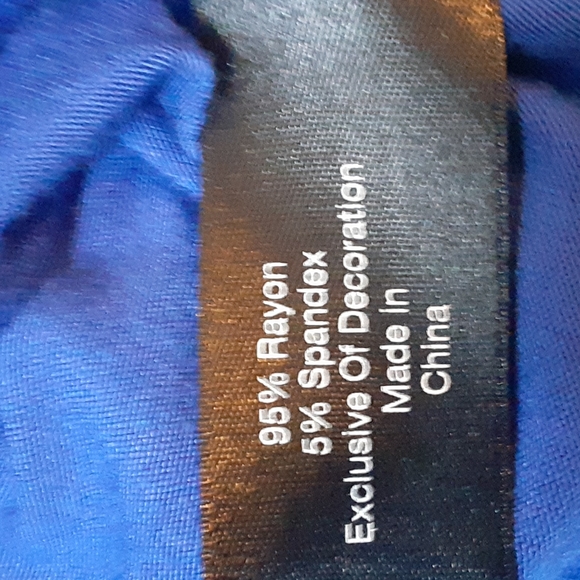 95% Rayon
5% Spandex
Exclusive Of Decoration
Made in
China